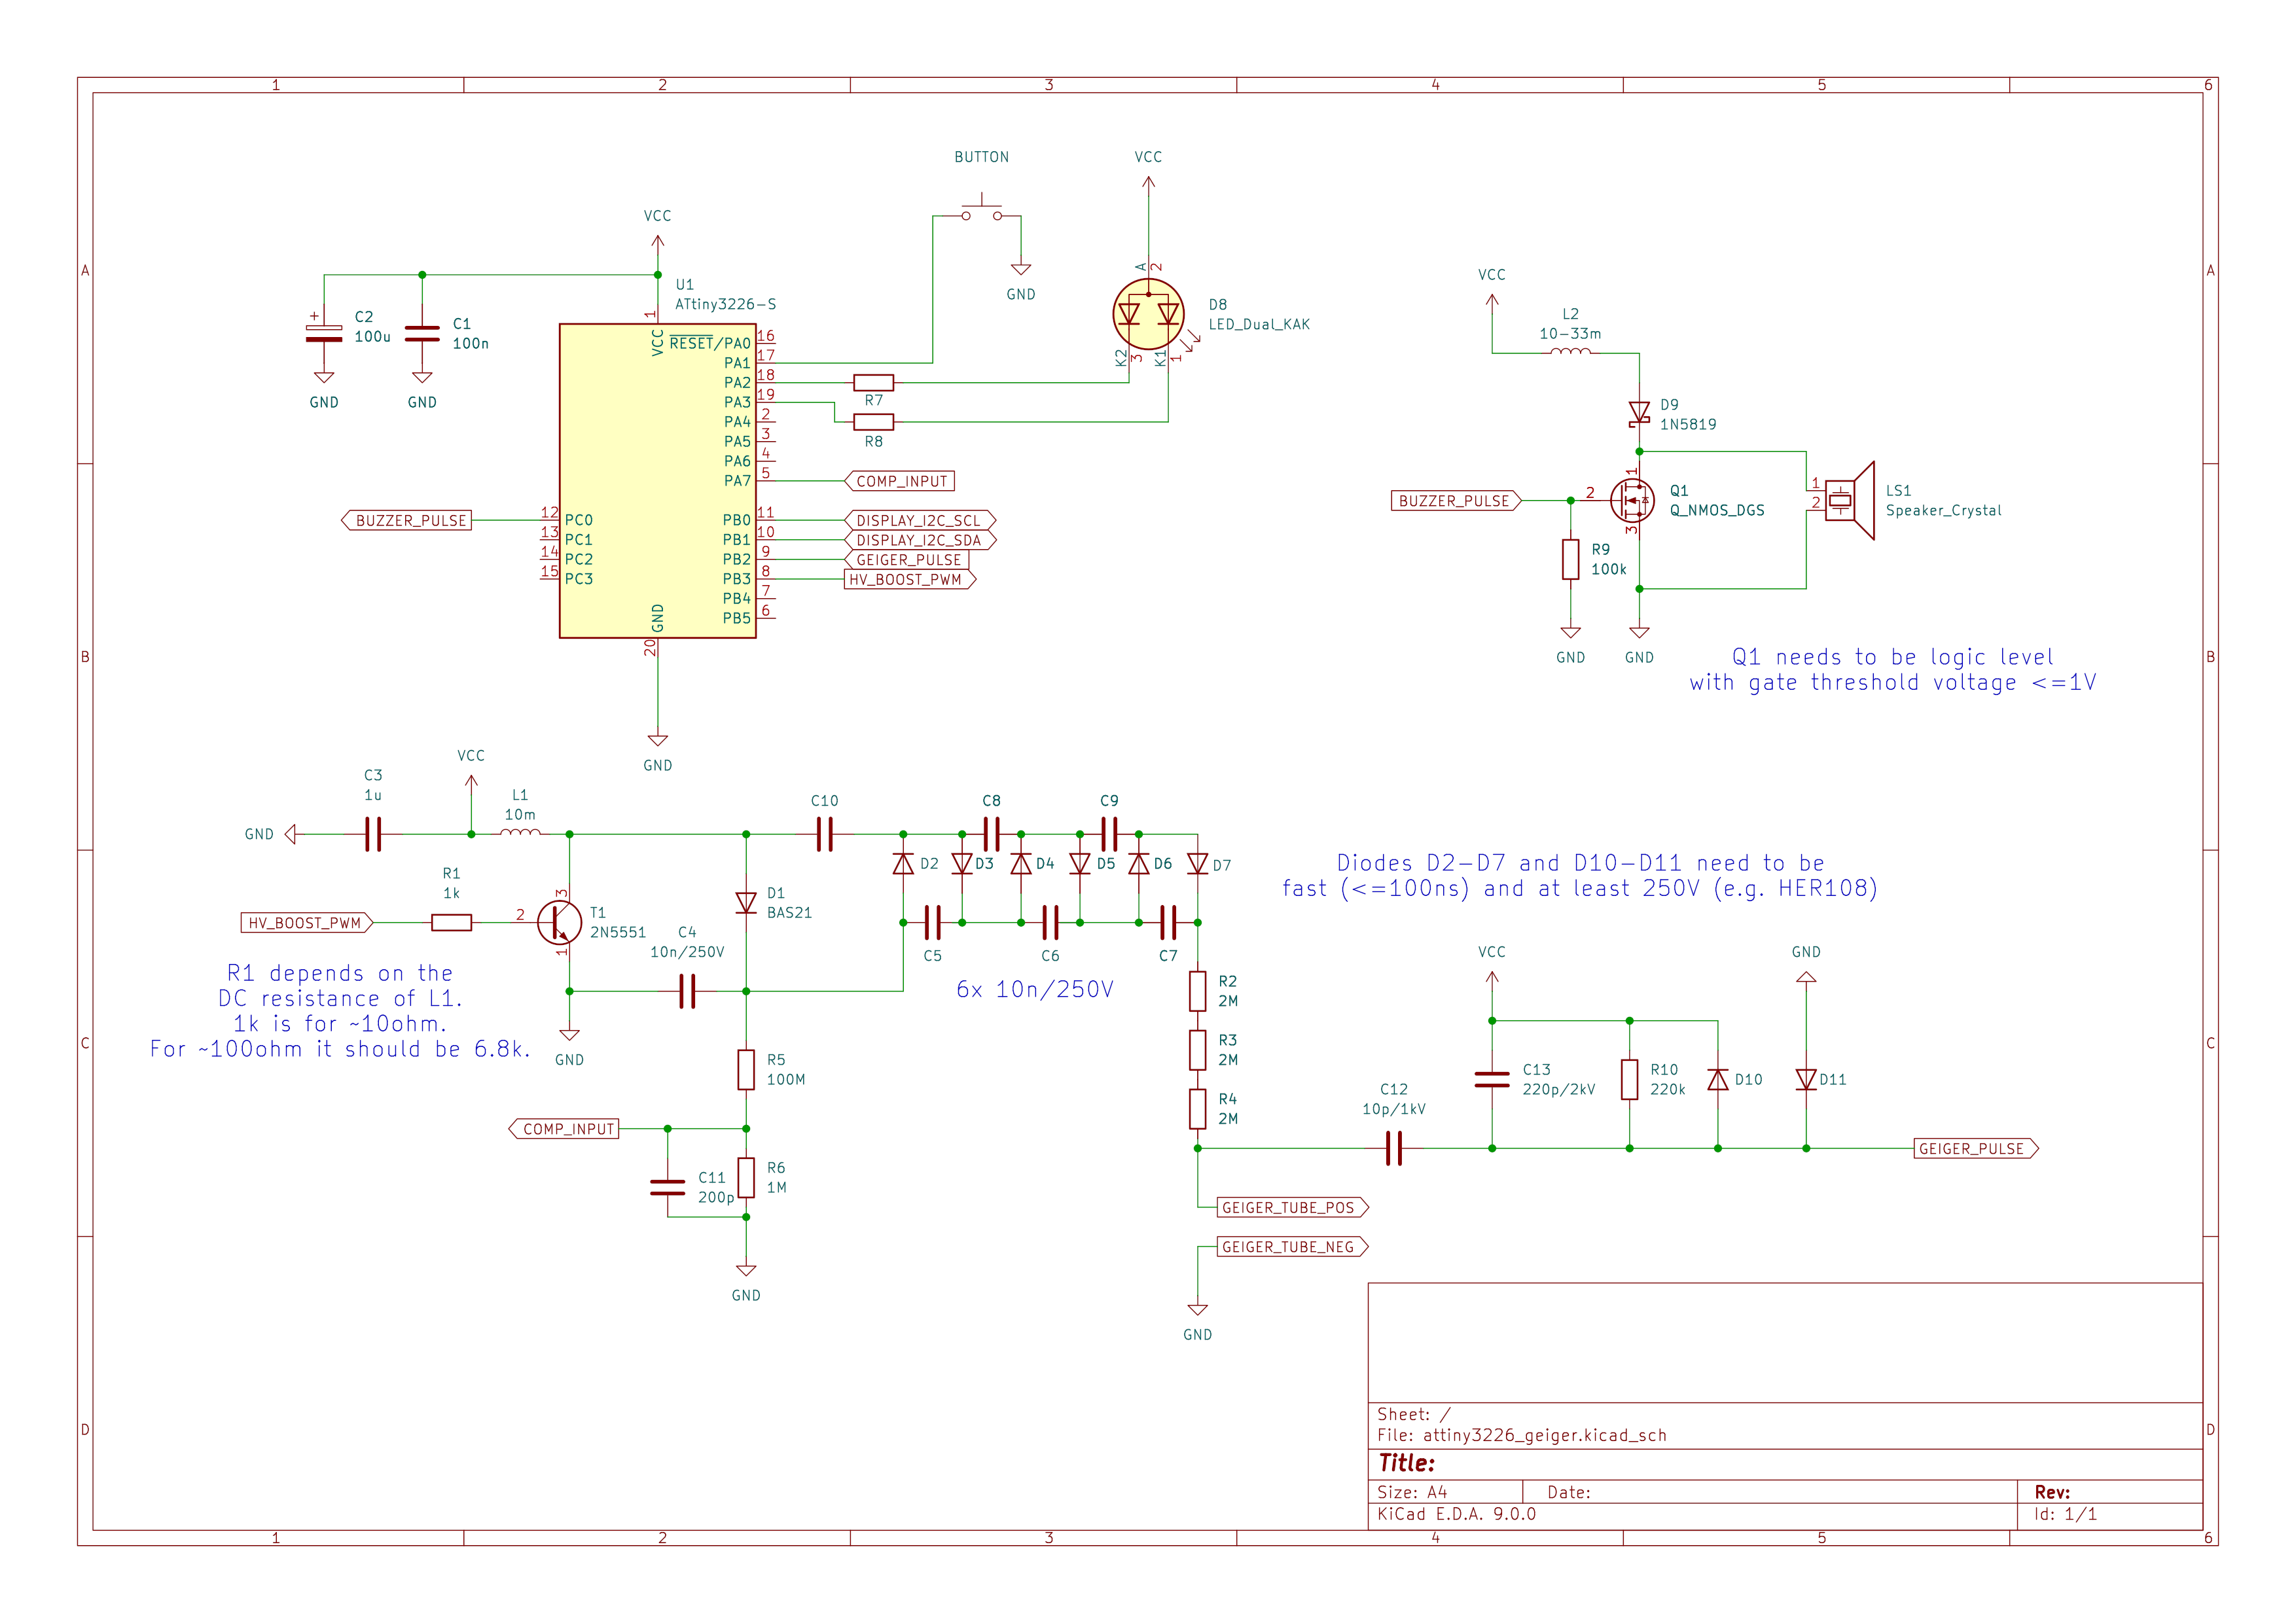 1 2 3 4 5 6
A
B
C
D
A
B
C
D
BUTTON
GND
VCC
A
2
K2
3
K1
1
D8
LED_Dual_KAK
VCC
C2
100u
+
GND
C1
100n
GND
U1
ATtiny3226-S
1
VCC
RESET/PA0
16
PA1
17
PA2
18
PA3
19
PA4
2
PA5
3
PA6
4
PA7
5
PB0
11
PB1
10
PB2
9
PB3
8
PB4
7
PB5
6
12
PC0
13
PC1
14
PC2
15
PC3
GND
20
GND
R7
R8
BUZZER_PULSE
COMP_INPUT
DISPLAY_I2C_SCL
DISPLAY_I2C_SDA
GEIGER_PULSE
HV_BOOST_PWM
VCC
L2
10-33m
D9
1N5819
BUZZER_PULSE
1
2
3
Q1
Q_NMOS_DGS
R9
100k
GND
GND
1
2
LS1
Speaker_Crystal
Q1 needs to be logic level
with gate threshold voltage <=1V
GND
C3
1u
VCC
L1
10m
R1
1k
HV_BOOST_PWM
2
3
1
T1
2N5551
GND
R1 depends on the
DC resistance of L1.
1k is for ~10ohm.
For ~100ohm it should be 6.8k.
C4
10n/250V
D1
BAS21
C10
C8
C9
D2
D3
D4
D5
D6
D7
C5
C6
C7
6x 10n/250V
R5
100M
COMP_INPUT
C11
200p
R6
1M
GND
R2
2M
R3
2M
R4
2M
GEIGER_TUBE_POS
GEIGER_TUBE_NEG
GND
Diodes D2-D7 and D10-D11 need to be
fast (<=100ns) and at least 250V (e.g. HER108)
C12
10p/1kV
VCC
C13
220p/2kV
R10
220k
D10
GND
D11
GEIGER_PULSE
Sheet: /
File: attiny3226_geiger.kicad_sch
Title:
Size: A4
Date:
Rev:
KiCad E.D.A. 9.0.0
Id: 1/1
1 2 3 4 5 6